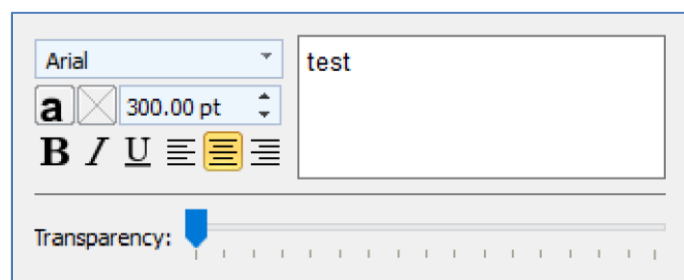 Arial
test
a
300.00 pt
B I U
Transparency: